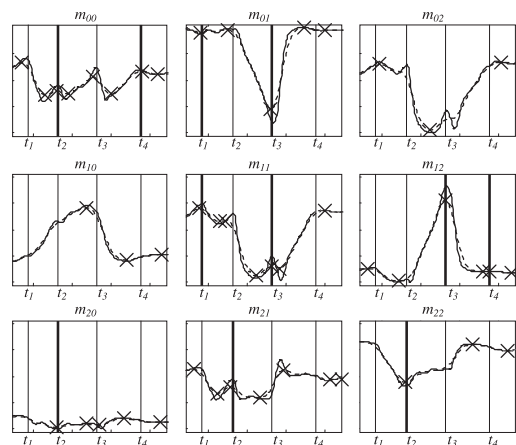 m00 m01 m02
t1 t2 t3 t4 t1 t2 t3 t4 t1 t2 t3 t4
m10 m11 m12
t1 t2 t3 t4 t1 t2 t3 t4 t1 t2 t3 t4
m20 m21 m22
t1 t2 t3 t4 t1 t2 t3 t4 t1 t2 t3 t4